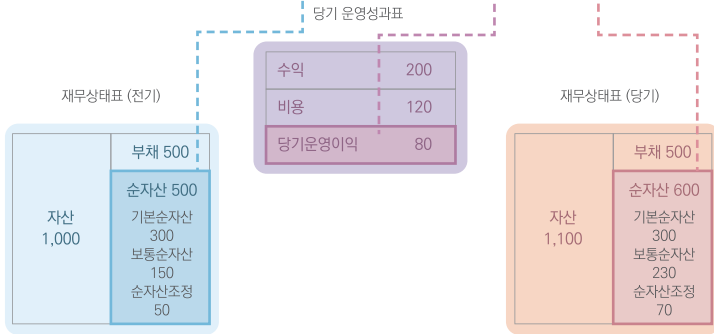 당기 운영성과표
수익 200
비용 120
당기운영이익 80
재무상태표 (전기)
자산
1,000
부채 500
순자산 500
기본순자산
300
보통순자산
150
순자산조정
50
재무상태표 (당기)
자산
1,100
부채 500
순자산 600
기본순자산
300
보통순자산
230
순자산조정
70